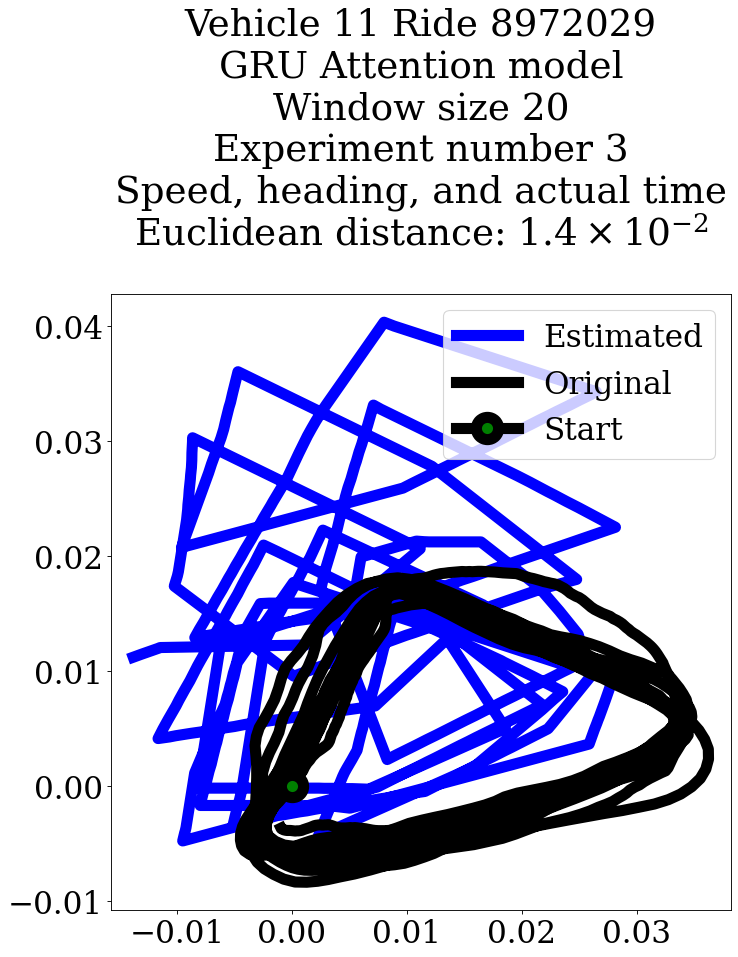 Vehicle 11 Ride 8972029
GRU Attention model
Window size 20
Experiment number 3
Speed, heading, and actual time
Euclidean distance: 1.4 × 10⁻²
Estimated
Original
Start
0.04
0.03
0.02
0.01
0.00
−0.01
−0.01 0.00 0.01 0.02 0.03